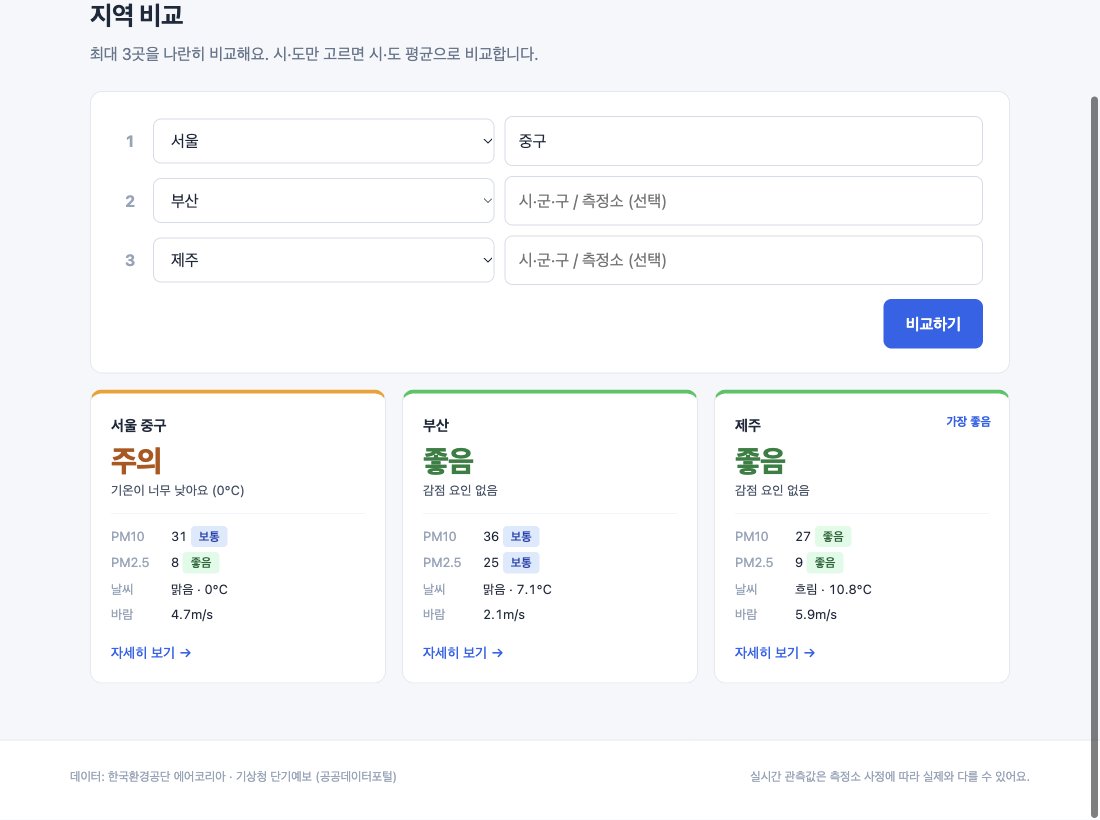 지역 비교
최대 3곳을 나란히 비교해요. 시·도만 고르면 시·도 평균으로 비교합니다.
1 서울 중구
2 부산 시·군·구 / 측정소 (선택)
3 제주 시·군·구 / 측정소 (선택)
비교하기
서울 중구
주의
기온이 너무 낮아요 (0°C)
PM10 31 보통
PM2.5 8 좋음
날씨 맑음 · 0°C
바람 4.7m/s
자세히 보기 →
부산
좋음
감점 요인 없음
PM10 36 보통
PM2.5 25 보통
날씨 맑음 · 7.1°C
바람 2.1m/s
자세히 보기 →
제주 가장 좋음
좋음
감점 요인 없음
PM10 27 좋음
PM2.5 9 좋음
날씨 흐림 · 10.8°C
바람 5.9m/s
자세히 보기 →
데이터: 한국환경공단 에어코리아 · 기상청 단기예보 (공공데이터포털)
실시간 관측값은 측정소 사정에 따라 실제와 다를 수 있어요.